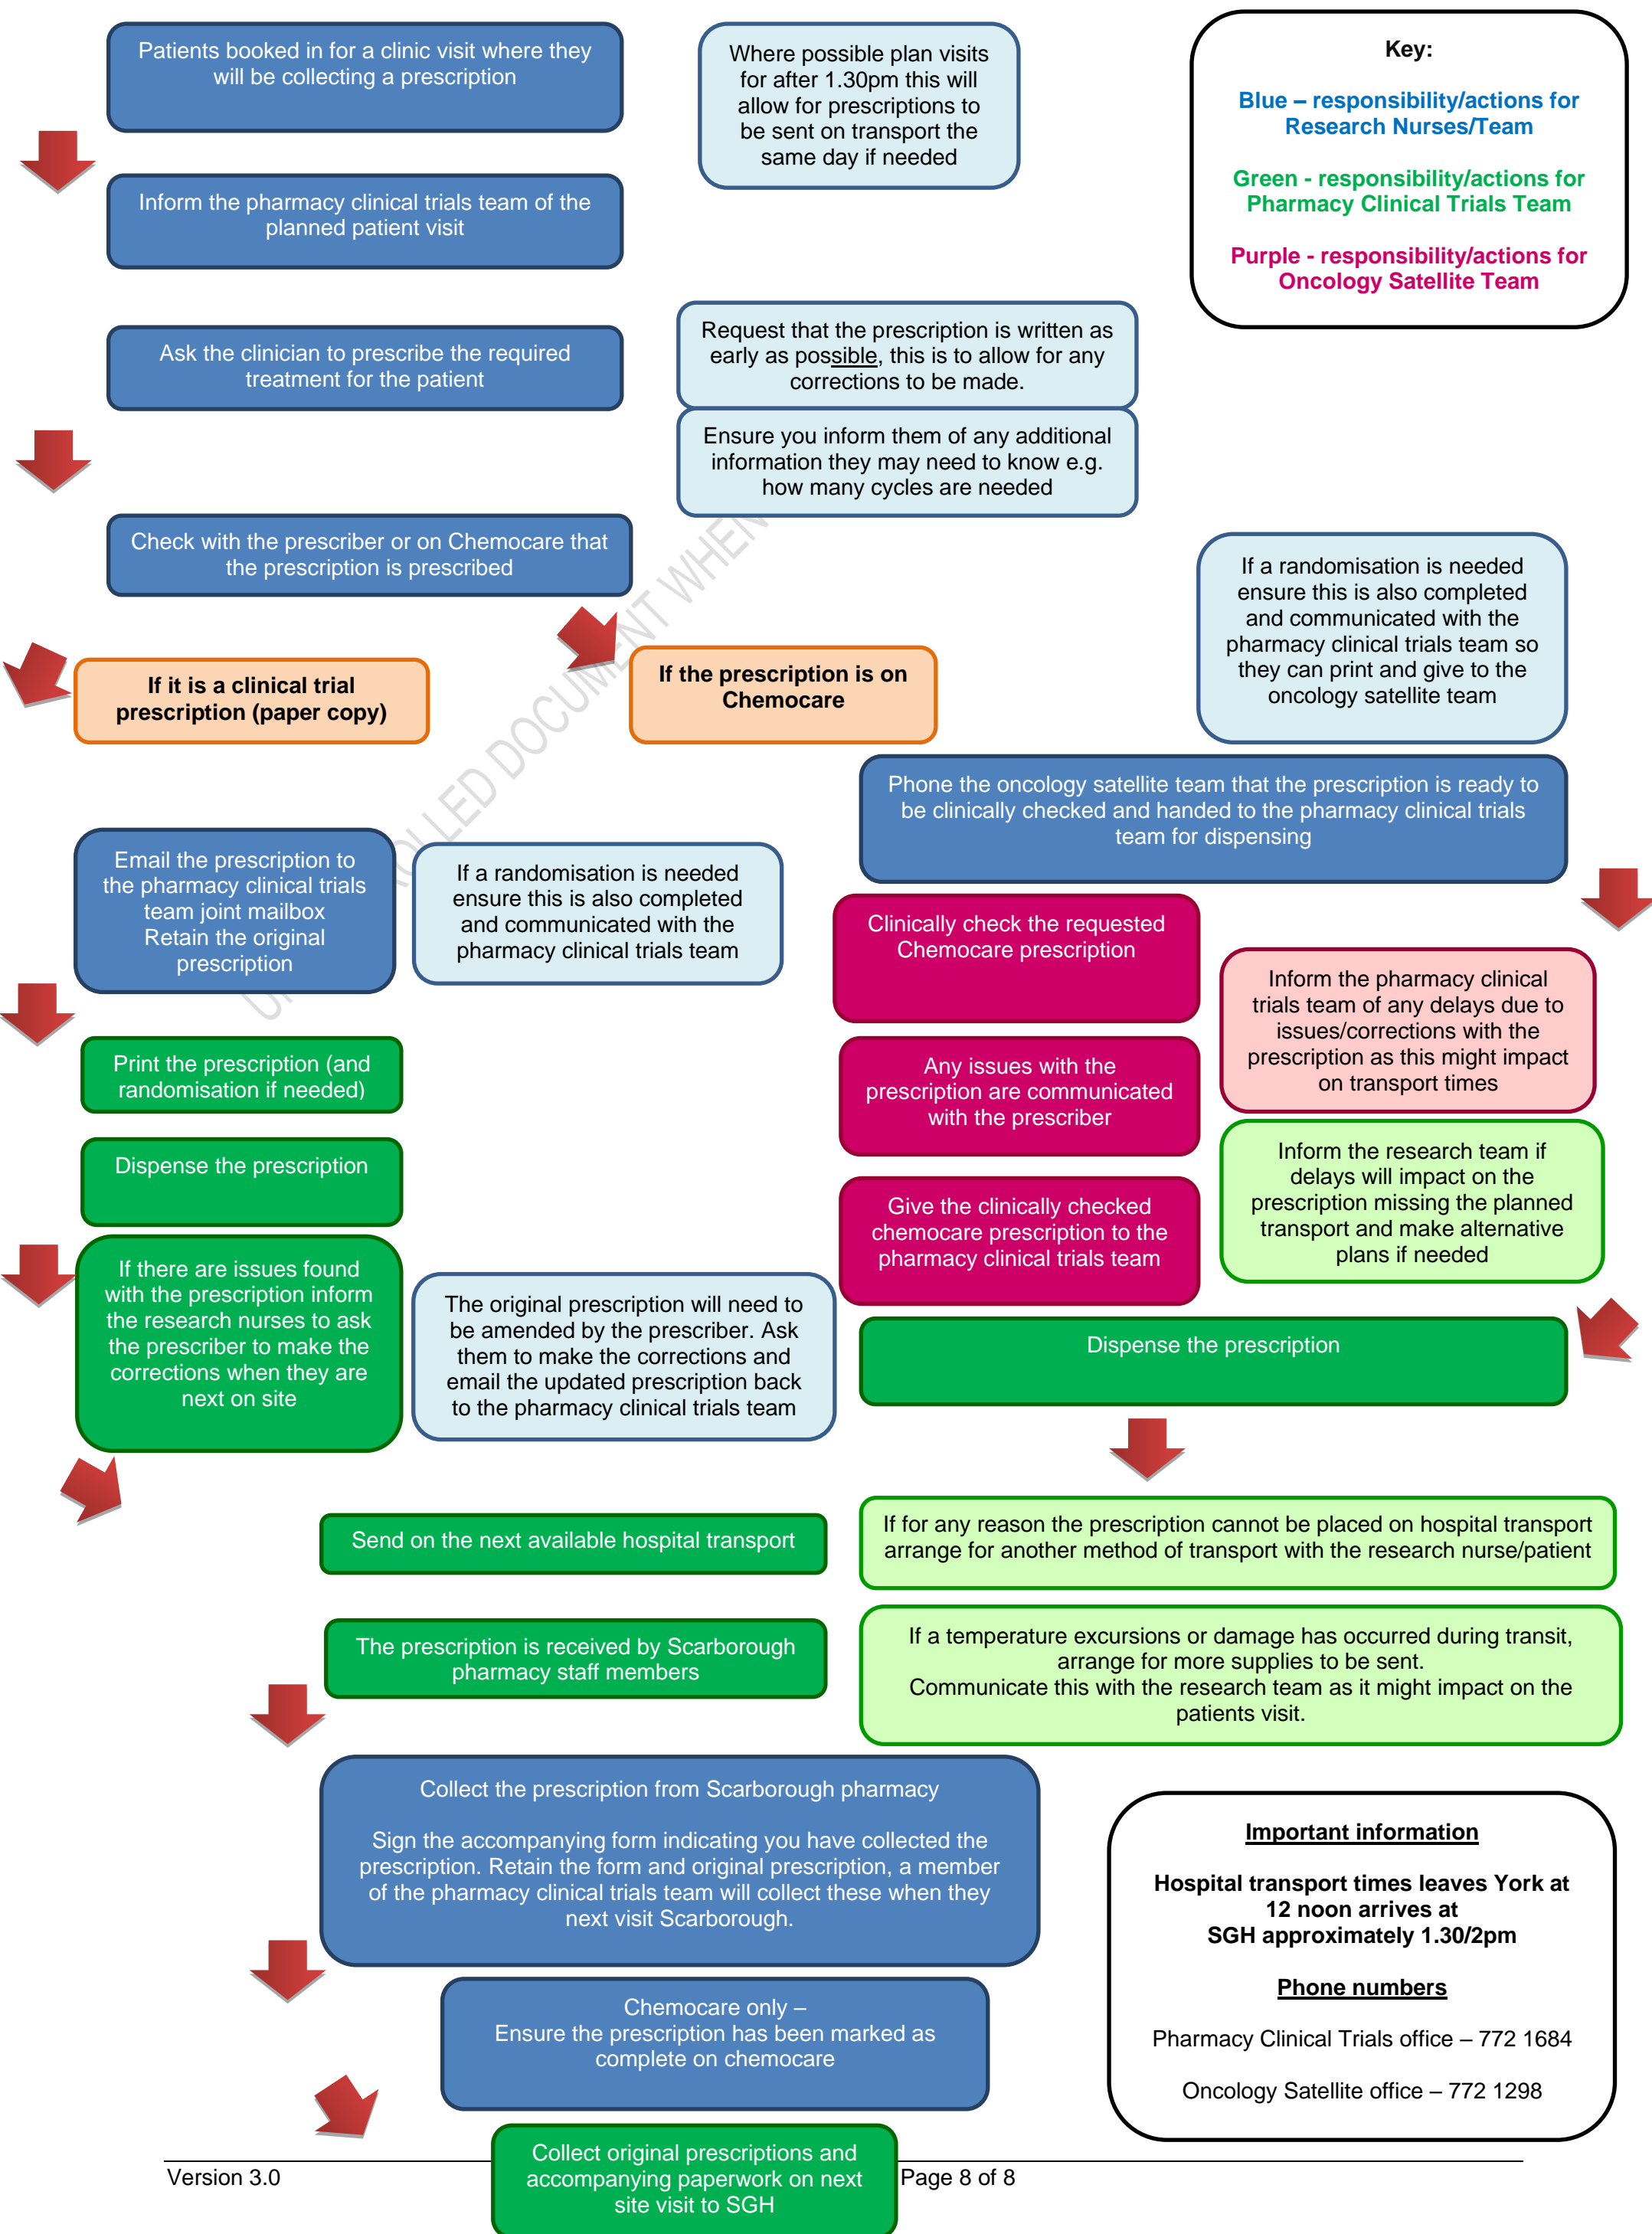 Patients booked in for a clinic visit where they
will be collecting a prescription
Where possible plan visits
for after 1.30pm this will
allow for prescriptions to
be sent on transport the
same day if needed
Key:
Blue – responsibility/actions for
Research Nurses/Team
Green - responsibility/actions for
Pharmacy Clinical Trials Team
Purple - responsibility/actions for
Oncology Satellite Team
Inform the pharmacy clinical trials team of the
planned patient visit
Ask the clinician to prescribe the required
treatment for the patient
Request that the prescription is written as
early as possible, this is to allow for any
corrections to be made.
Ensure you inform them of any additional
information they may need to know e.g.
how many cycles are needed
Check with the prescriber or on Chemocare that
the prescription is prescribed
If a randomisation is needed
ensure this is also completed
and communicated with the
pharmacy clinical trials team so
they can print and give to the
oncology satellite team
If it is a clinical trial
prescription (paper copy)
If the prescription is on
Chemocare
Phone the oncology satellite team that the prescription is ready to
be clinically checked and handed to the pharmacy clinical trials
team for dispensing
Email the prescription to
the pharmacy clinical trials
team joint mailbox
Retain the original
prescription
If a randomisation is needed
ensure this is also completed
and communicated with the
pharmacy clinical trials team
Clinically check the requested
Chemocare prescription
Inform the pharmacy clinical
trials team of any delays due to
issues/corrections with the
prescription as this might impact
on transport times
Print the prescription (and
randomisation if needed)
Any issues with the
prescription are communicated
with the prescriber
Dispense the prescription
Inform the research team if
delays will impact on the
prescription missing the planned
transport and make alternative
plans if needed
Give the clinically checked
chemocare prescription to the
pharmacy clinical trials team
If there are issues found
with the prescription inform
the research nurses to ask
the prescriber to make the
corrections when they are
next on site
The original prescription will need to
be amended by the prescriber. Ask
them to make the corrections and
email the updated prescription back
to the pharmacy clinical trials team
Dispense the prescription
Send on the next available hospital transport
If for any reason the prescription cannot be placed on hospital transport
arrange for another method of transport with the research nurse/patient
The prescription is received by Scarborough
pharmacy staff members
If a temperature excursions or damage has occurred during transit,
arrange for more supplies to be sent.
Communicate this with the research team as it might impact on the
patients visit.
Collect the prescription from Scarborough pharmacy
Sign the accompanying form indicating you have collected the
prescription. Retain the form and original prescription, a member
of the pharmacy clinical trials team will collect these when they
next visit Scarborough.
Important information
Hospital transport times leaves York at
12 noon arrives at
SGH approximately 1.30/2pm
Phone numbers
Pharmacy Clinical Trials office – 772 1684
Oncology Satellite office – 772 1298
Chemocare only –
Ensure the prescription has been marked as
complete on chemocare
Collect original prescriptions and
accompanying paperwork on next
site visit to SGH
Version 3.0
Page 8 of 8
DOCUMENT